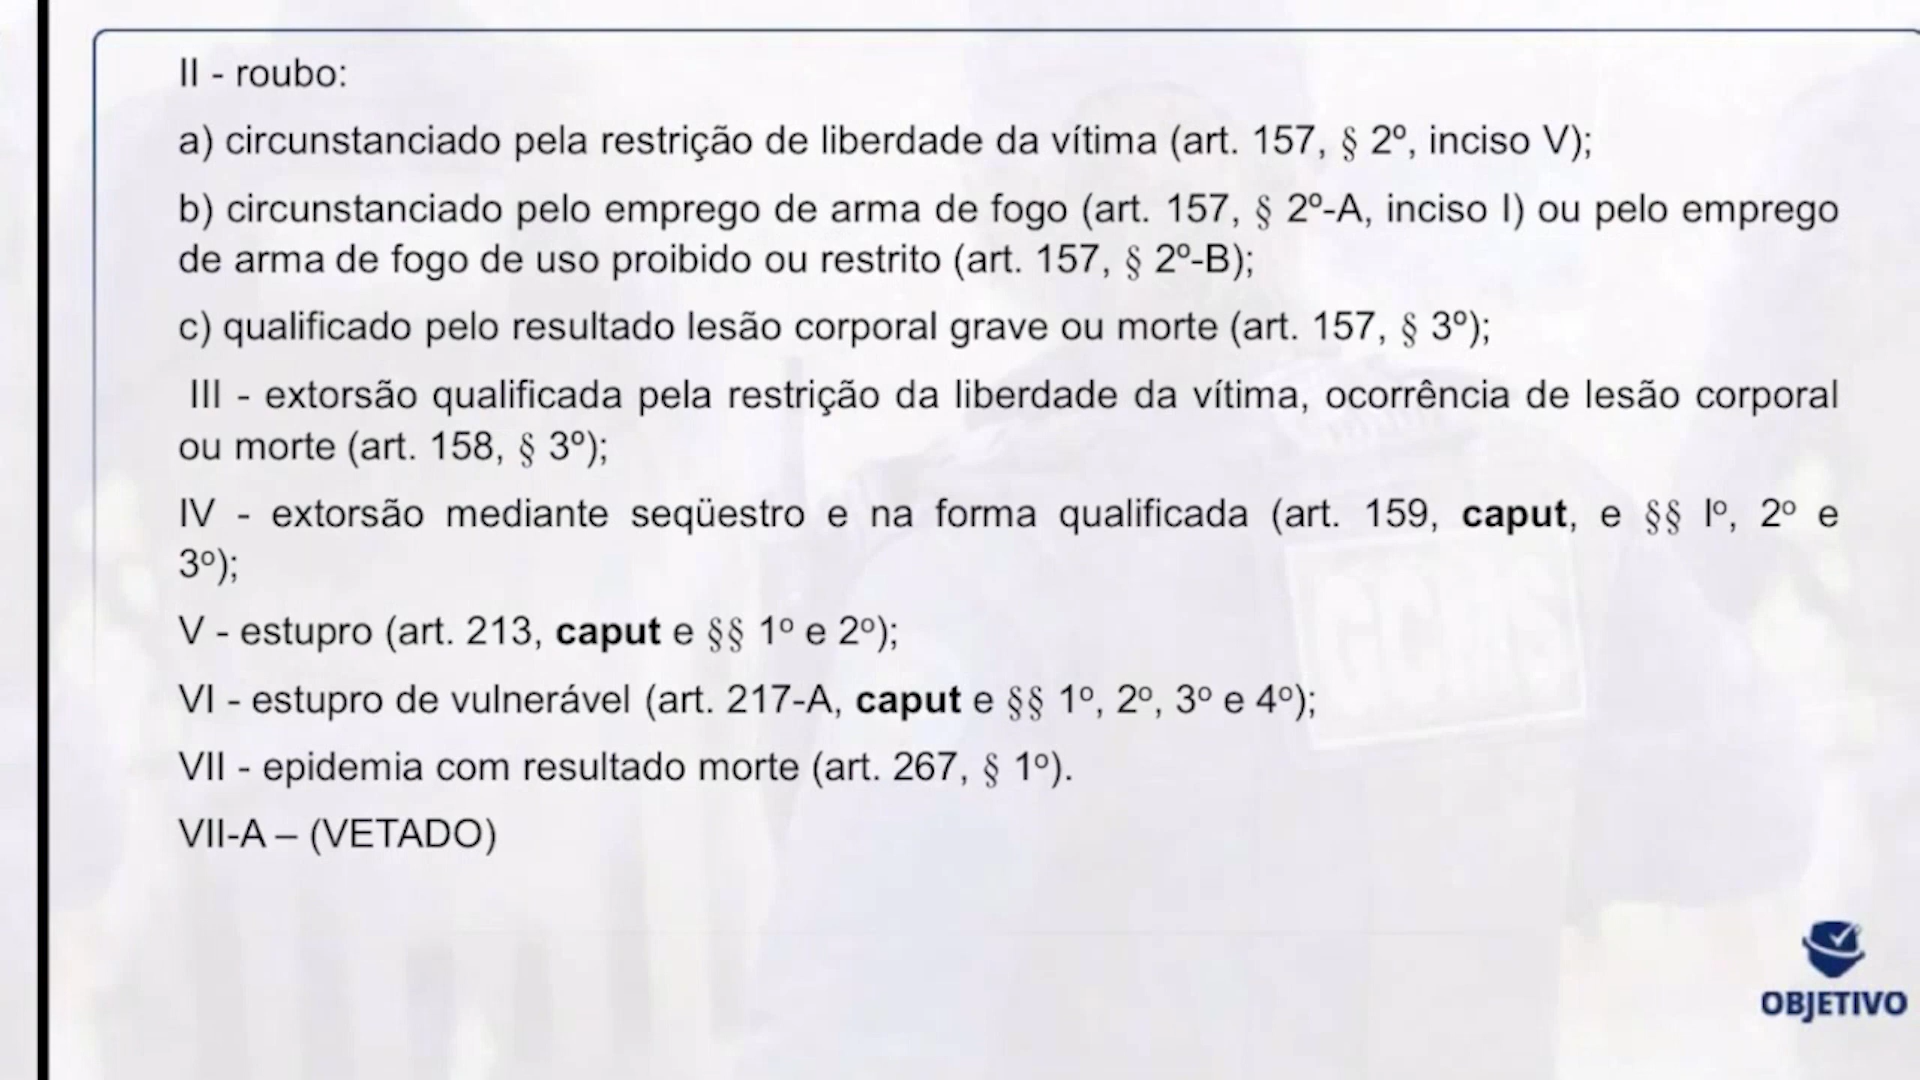 II - roubo:
a) circunstanciado pela restrição de liberdade da vítima (art. 157, § 2º, inciso V);
b) circunstanciado pelo emprego de arma de fogo (art. 157, § 2º-A, inciso I) ou pelo emprego
de arma de fogo de uso proibido ou restrito (art. 157, § 2º-B);
c) qualificado pelo resultado lesão corporal grave ou morte (art. 157, § 3º);
III - extorsão qualificada pela restrição da liberdade da vítima, ocorrência de lesão corporal
ou morte (art. 158, § 3º);
IV - extorsão mediante seqüestro e na forma qualificada (art. 159, caput, e §§ lº, 2º e
3º);
V - estupro (art. 213, caput e §§ 1º e 2º);
VI - estupro de vulnerável (art. 217-A, caput e §§ 1º, 2º, 3º e 4º);
VII - epidemia com resultado morte (art. 267, § 1º).
VII-A – (VETADO)
OBJETIVO